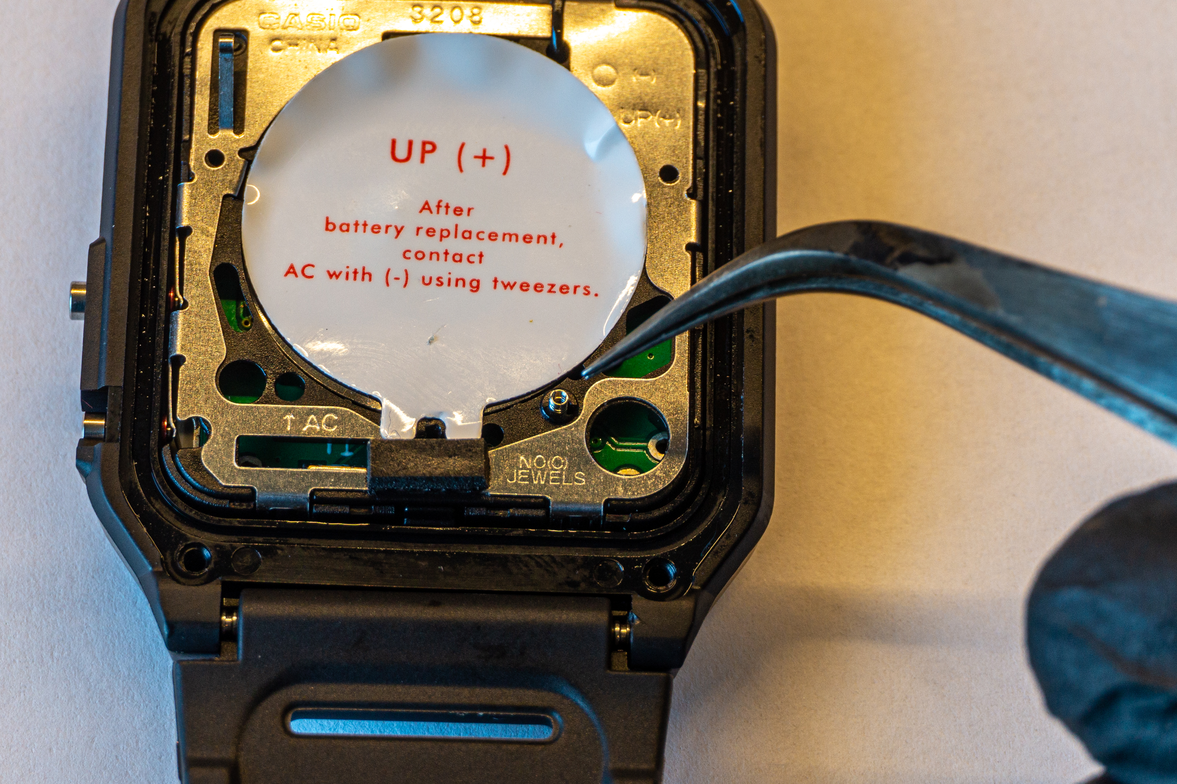 CASIO
CHINA
3208
(-)
UP(+)
UP (+)
After
battery replacement,
contact
AC with (-) using tweezers.
↑ AC
NO(0)
JEWELS